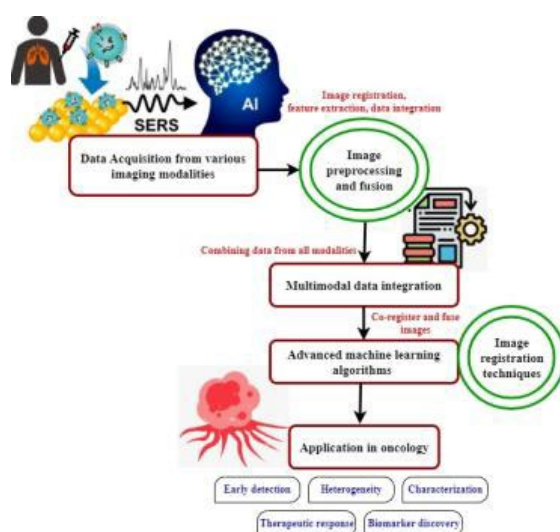 SERS
AI
Data Acquisition from various
imaging modalities
Image registration,
feature extraction, data integration
Image
preprocessing
and fusion
Combining data from all modalities
Multimodal data integration
Co-register and fuse
images
Advanced machine learning
algorithms
Image
registration
techniques
Application in oncology
Early detection
Heterogeneity
Characterization
Therapeutic response
Biomarker discovery